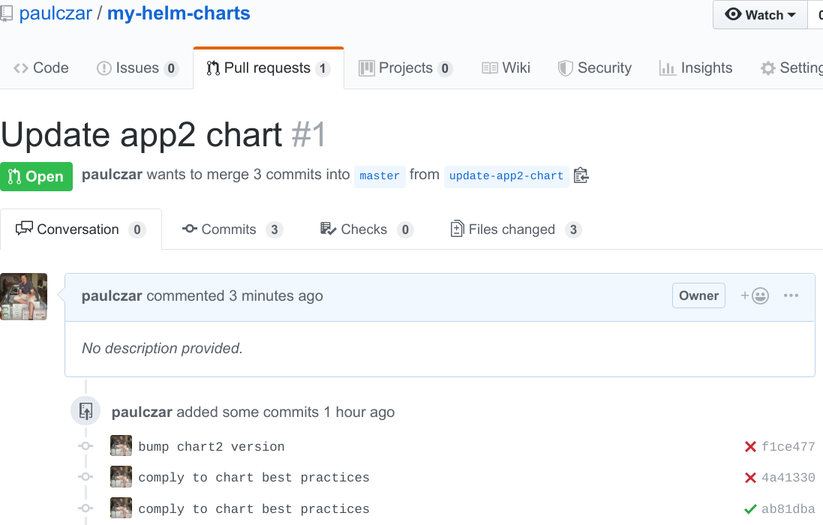 paulczar / my-helm-charts
Watch
Code
Issues 0
Pull requests 1
Projects 0
Wiki
Security
Insights
Update app2 chart #1
Open
paulczar wants to merge 3 commits into master from update-app2-chart
Conversation 0
Commits 3
Checks 0
Files changed 3
paulczar commented 3 minutes ago
Owner
No description provided.
paulczar added some commits 1 hour ago
bump chart2 version f1ce477
comply to chart best practices 4a41330
comply to chart best practices ab81dba